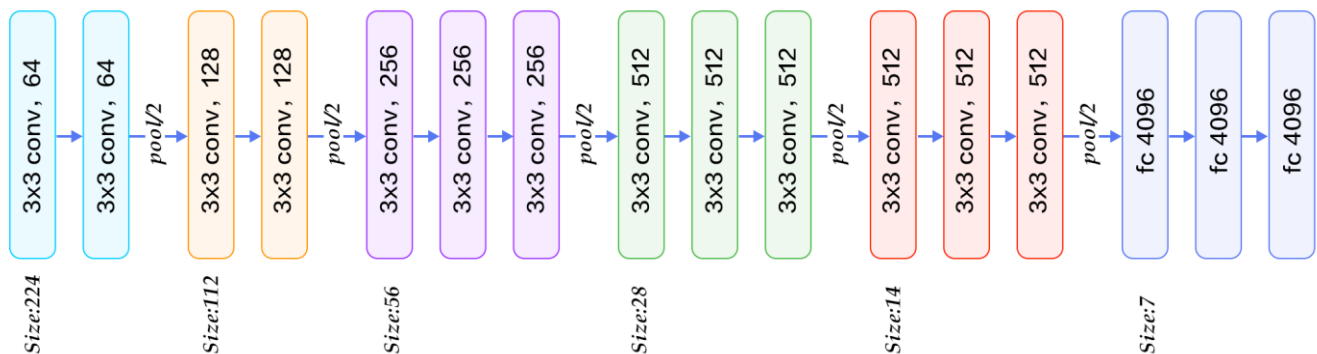 3x3 conv, 64
3x3 conv, 64
pool/2
3x3 conv, 128
3x3 conv, 128
pool/2
3x3 conv, 256
3x3 conv, 256
3x3 conv, 256
pool/2
3x3 conv, 512
3x3 conv, 512
3x3 conv, 512
pool/2
3x3 conv, 512
3x3 conv, 512
3x3 conv, 512
pool/2
fc 4096
fc 4096
fc 4096
Size:224
Size:112
Size:56
Size:28
Size:14
Size:7